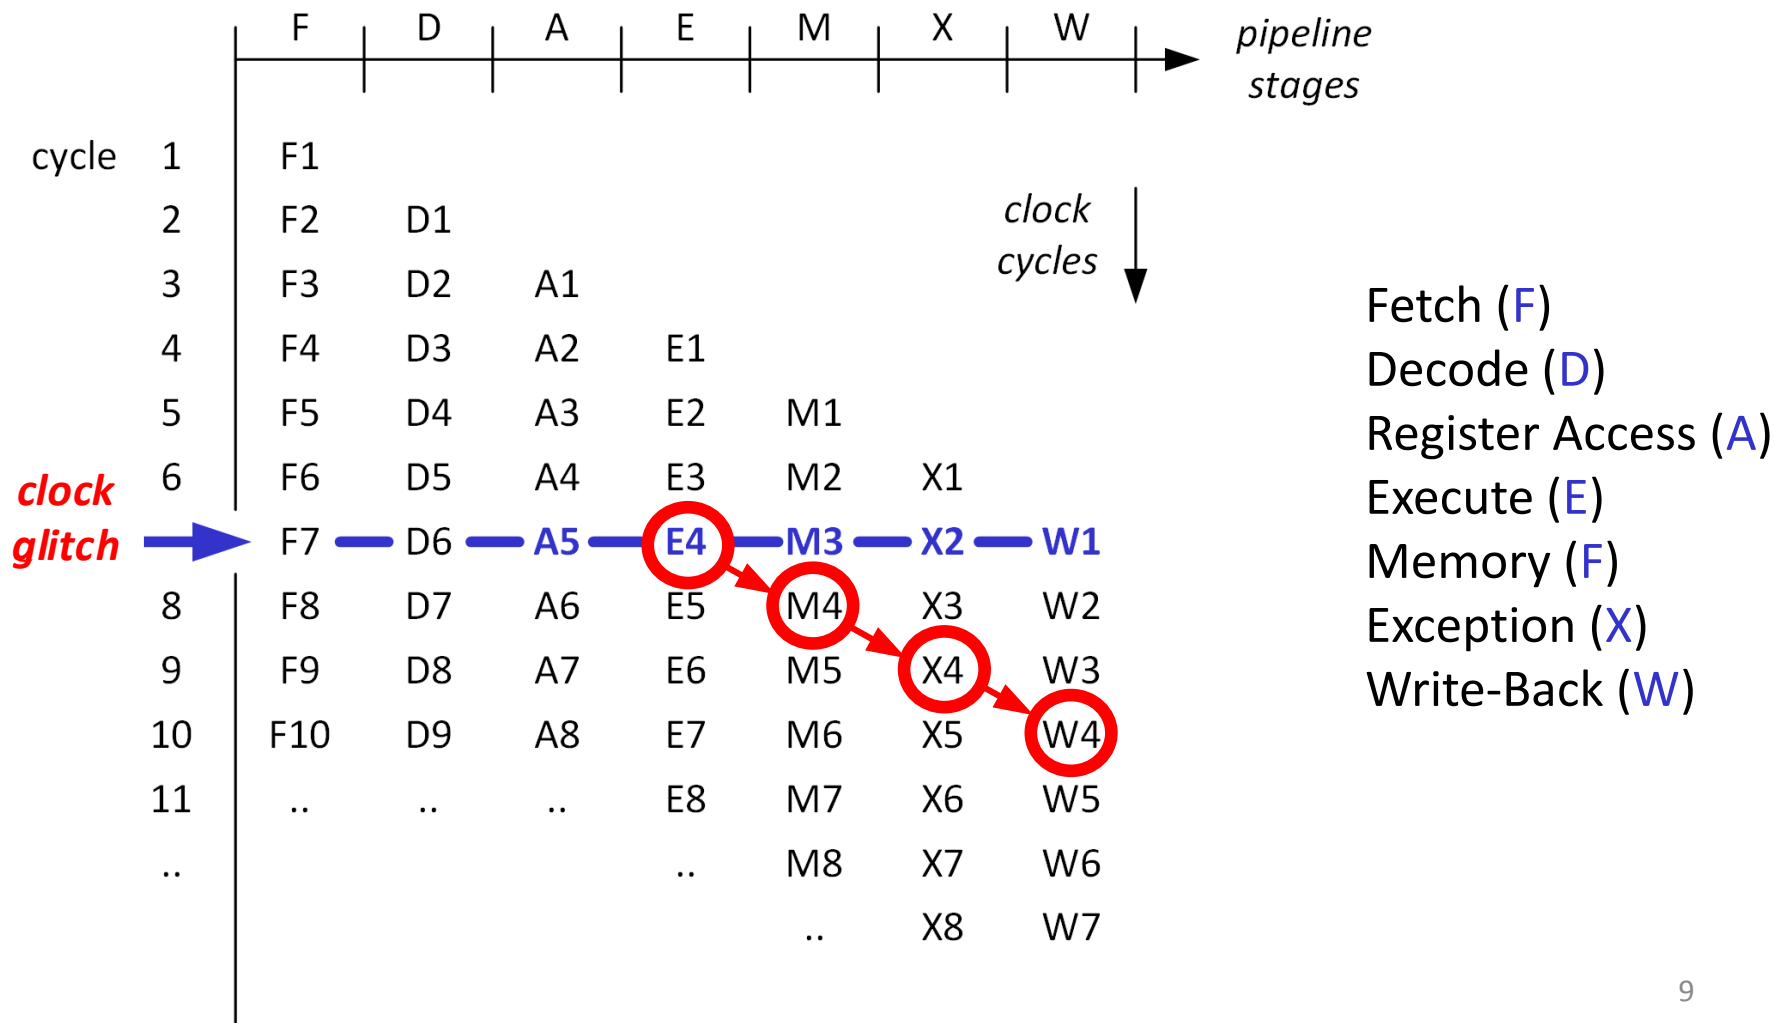 F D A E M X W
pipeline
stages
cycle 1 F1
2 F2 D1
clock
cycles
3 F3 D2 A1
4 F4 D3 A2 E1
5 F5 D4 A3 E2 M1
6 F6 D5 A4 E3 M2 X1
clock
glitch
F7 D6 A5 E4 M3 X2 W1
8 F8 D7 A6 E5 M4 X3 W2
9 F9 D8 A7 E6 M5 X4 W3
10 F10 D9 A8 E7 M6 X5 W4
11 .. .. .. E8 M7 X6 W5
.. .. M8 X7 W6
.. X8 W7
Fetch (F)
Decode (D)
Register Access (A)
Execute (E)
Memory (F)
Exception (X)
Write-Back (W)
9